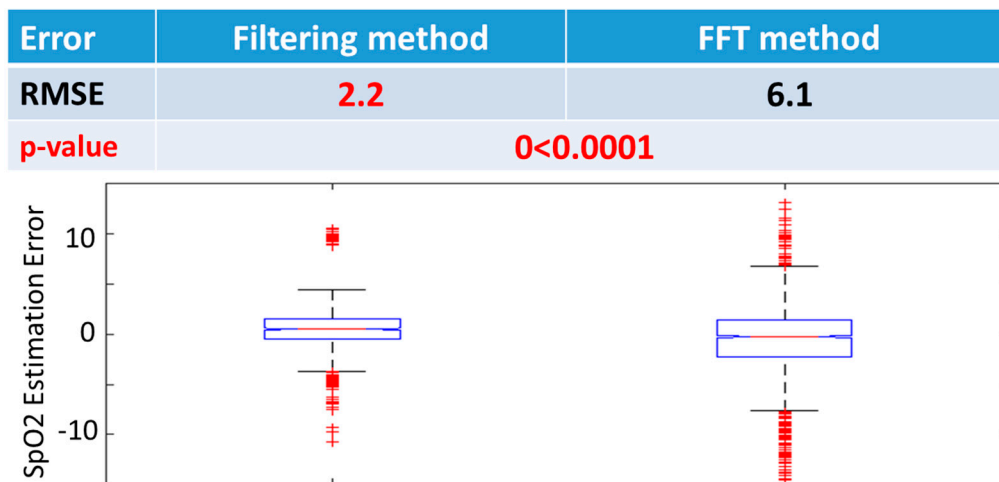 Error Filtering method FFT method
RMSE 2.2 6.1
p-value 0<0.0001
SpO2 Estimation Error
10
0
-10